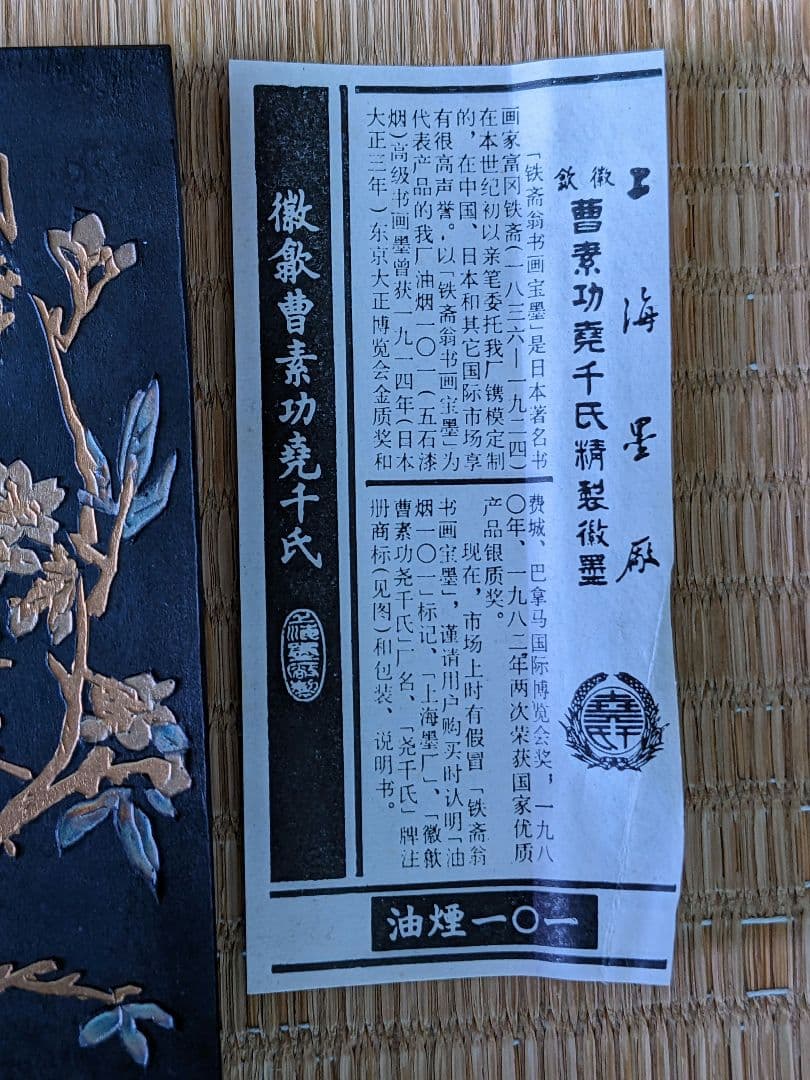 上海墨厰
徽歙
曹素功堯千氏精製徽墨
堯千氏
「铁斋翁书画宝墨」是日本著名书
画家富冈铁斋(一八三六—一九二四)
在本世纪初以亲笔委托我厂镌模定制
的,在中国、日本和其它国际市场享
有很高声誉。以「铁斋翁书画宝墨」为
代表产品的我厂油烟一〇一(五石漆
烟)高级书画墨曾获一九一四年(日本
大正三年)东京大正博览会金质奖和
费城、巴拿马国际博览会奖,一九八
〇年、一九八二年两次荣获国家优质
产品银质奖。
现在,市场上时有假冒「铁斋翁
书画宝墨」,谨请用户购买时认明「油
烟一〇一」标记、「上海墨厂」、「徽歙
曹素功尧千氏」厂名、「尧千氏」牌注
册商标(见图)和包装、说明书。
徽歙曹素功堯千氏
油煙一〇一